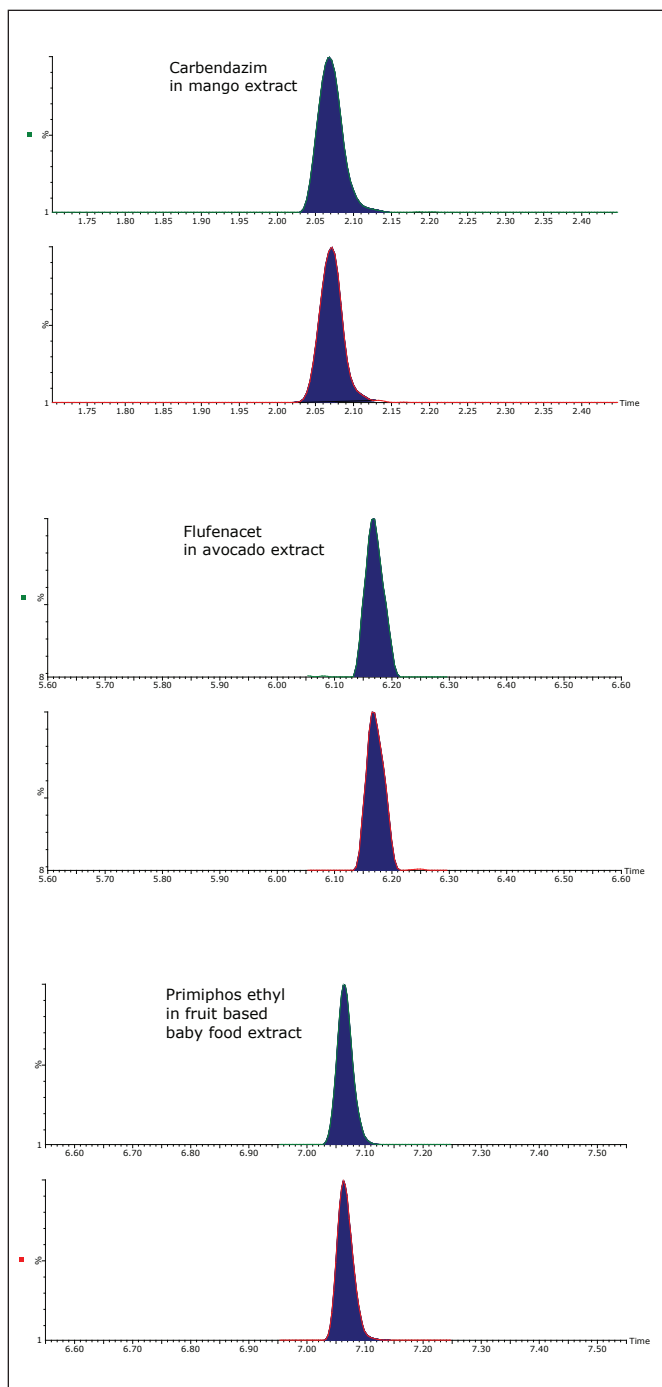 Carbendazim
in mango extract
%
1
1.75 1.80 1.85 1.90 1.95 2.00 2.05 2.10 2.15 2.20 2.25 2.30 2.35 2.40
%
1
Time
1.75 1.80 1.85 1.90 1.95 2.00 2.05 2.10 2.15 2.20 2.25 2.30 2.35 2.40
Flufenacet
in avocado extract
%
8
5.60 5.70 5.80 5.90 6.00 6.10 6.20 6.30 6.40 6.50 6.60
%
8
Time
5.60 5.70 5.80 5.90 6.00 6.10 6.20 6.30 6.40 6.50 6.60
Primiphos ethyl
in fruit based
baby food extract
%
1
6.60 6.70 6.80 6.90 7.00 7.10 7.20 7.30 7.40 7.50
%
1
Time
6.60 6.70 6.80 6.90 7.00 7.10 7.20 7.30 7.40 7.50